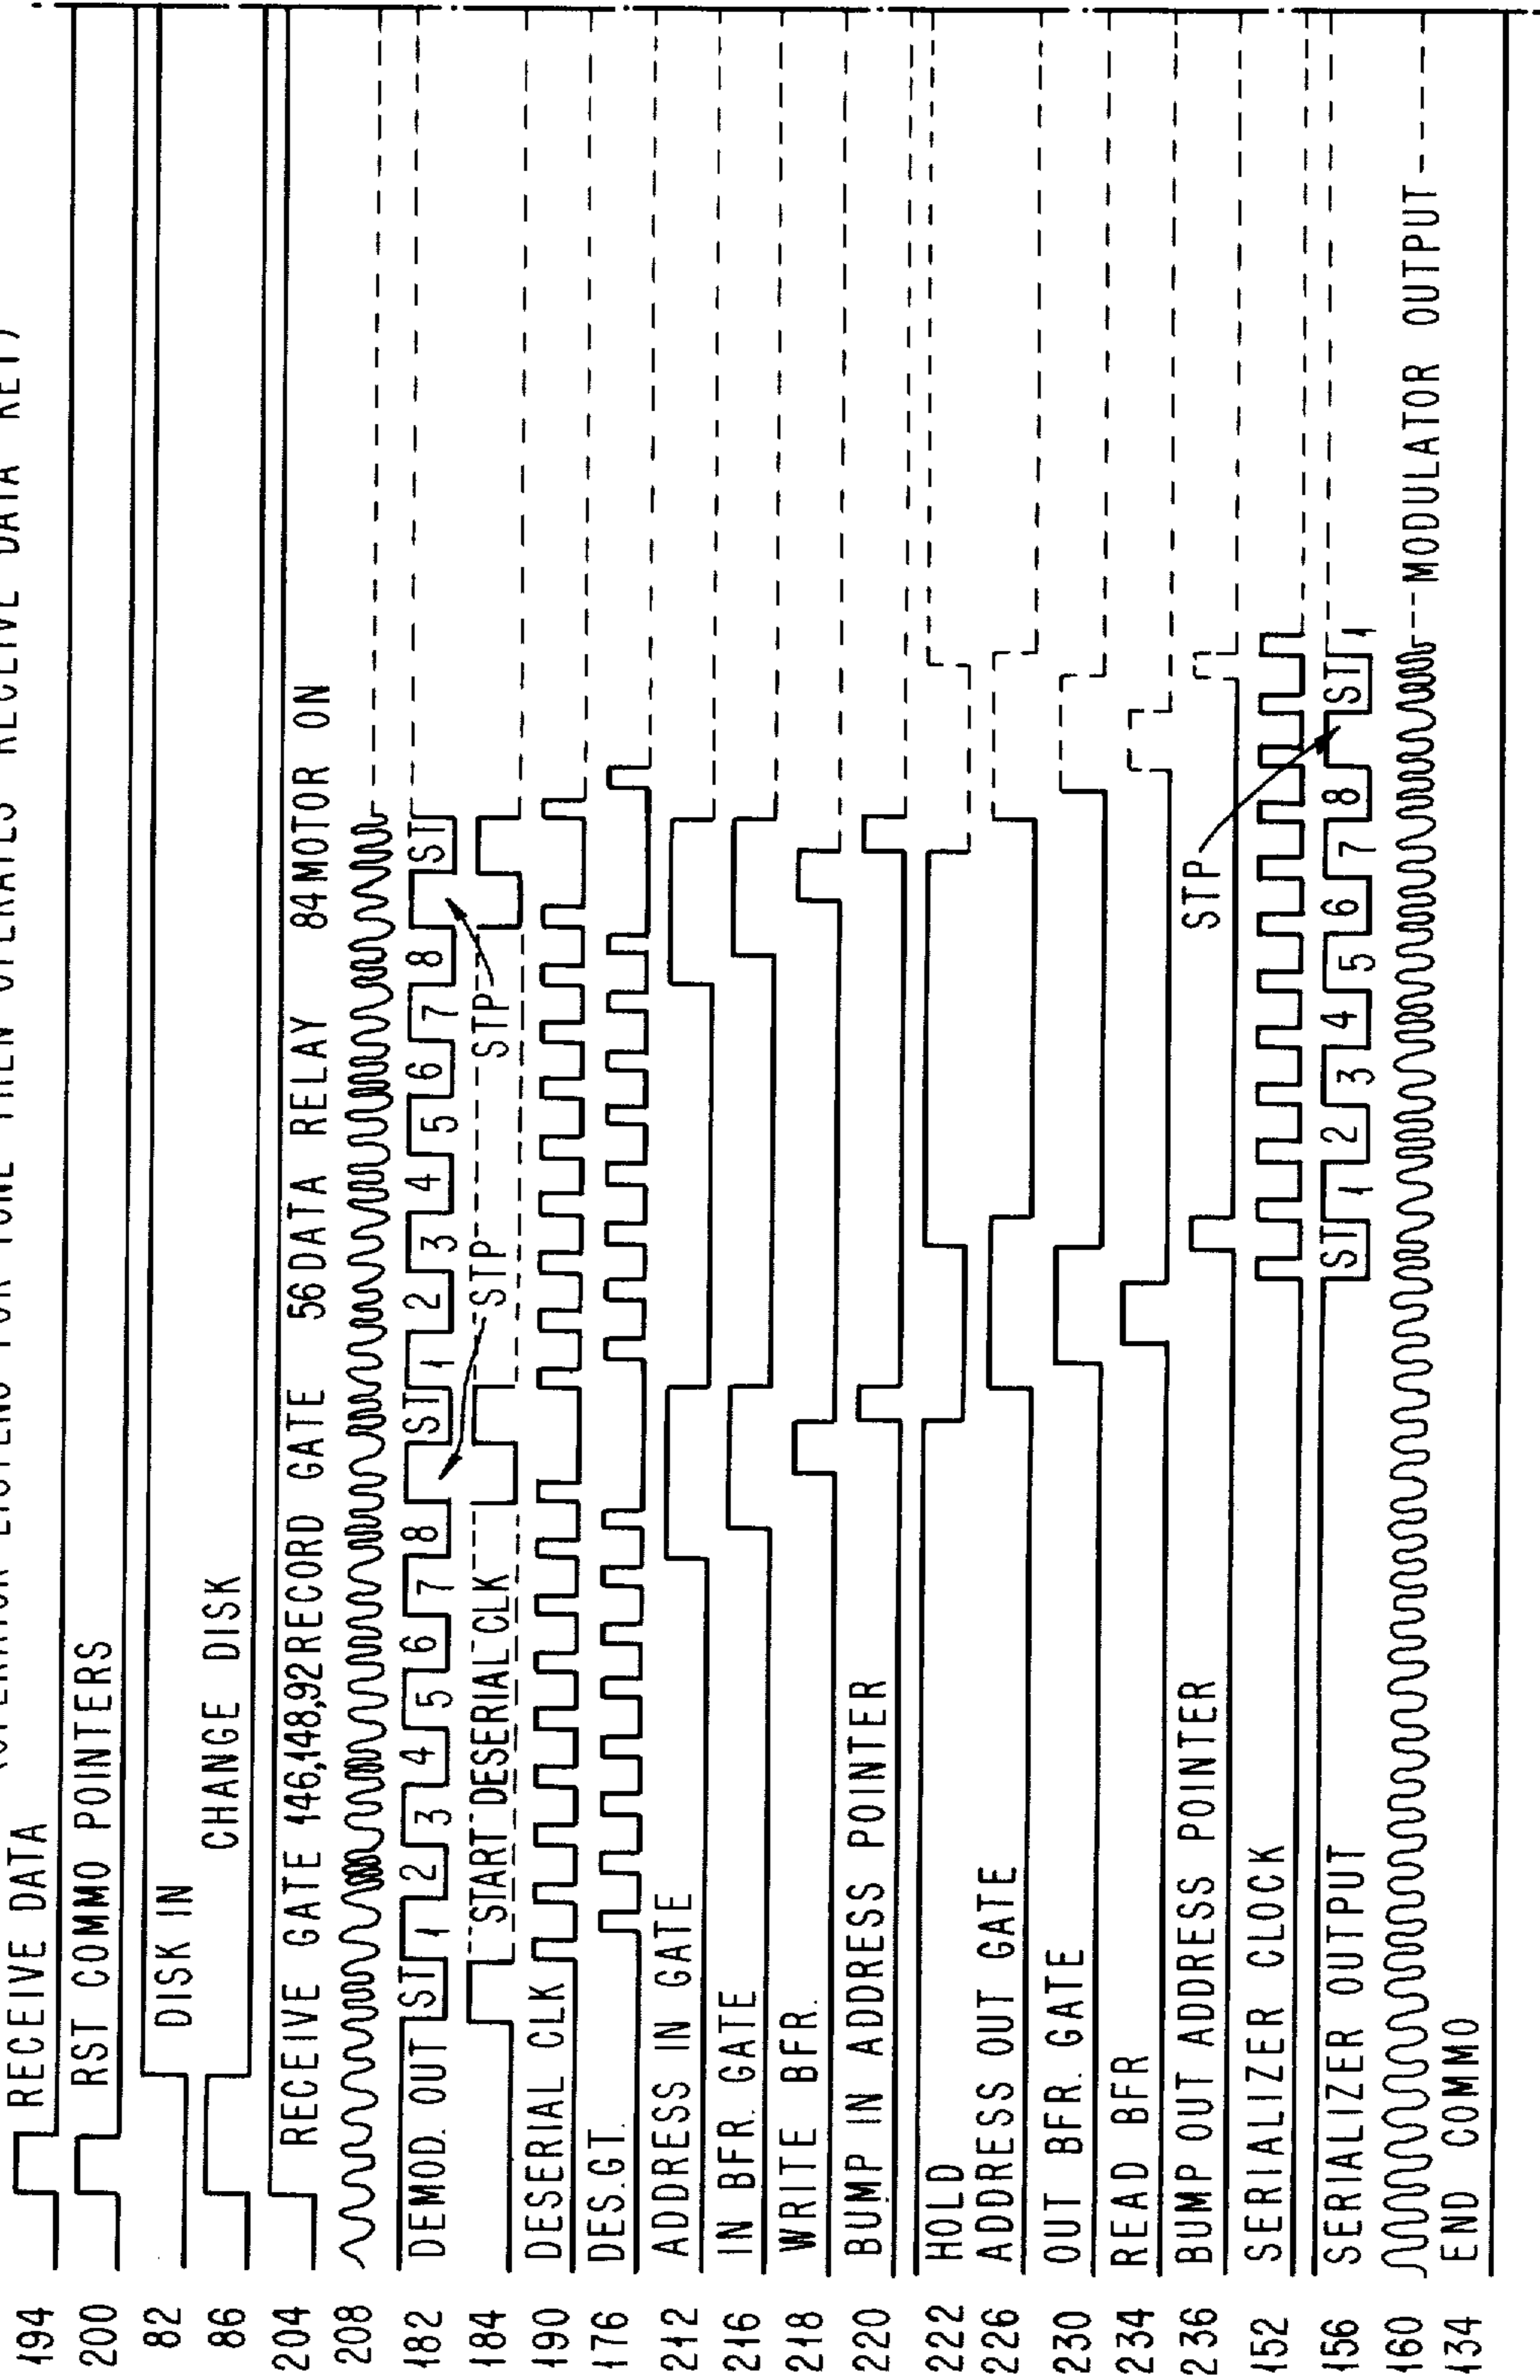 (OPERATOR LISTENS FOR TONE THEN OPERATES RECEIVE DATA KEY)
194 RECEIVE DATA
200 RST COMMO POINTERS
82 DISK IN
86 CHANGE DISK
204 RECEIVE GATE 146,148,92 RECORD GATE 56 DATA RELAY 84 MOTOR ON
208
182 DEMOD. OUT ST 1 2 3 4 5 6 7 8 ST 1 2 3 4 5 6 7 8 ST
184 START DESERIAL CLK STP STP
190 DESERIAL CLK
176 DES.GT.
212 ADDRESS IN GATE
216 IN BFR. GATE
218 WRITE BFR.
220 BUMP IN ADDRESS POINTER
222 HOLD
226 ADDRESS OUT GATE
230 OUT BFR. GATE
234 READ BFR
236 BUMP OUT ADDRESS POINTER STP
152 SERIALIZER CLOCK
156 SERIALIZER OUTPUT ST 1 2 3 4 5 6 7 8 ST 1
160 MODULATOR OUTPUT
134 END COMMO